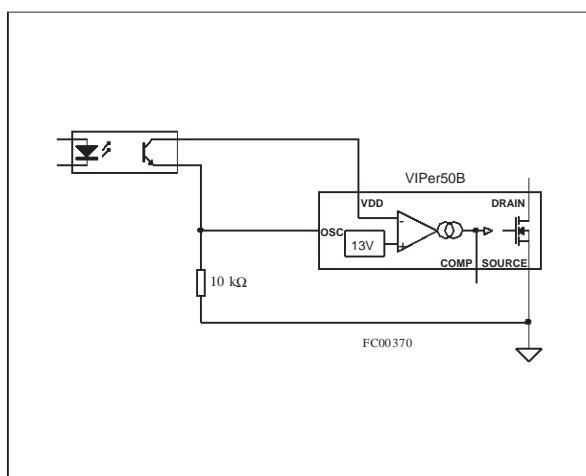 VIPer50B
VDD
DRAIN
OSC
-
13V
+
COMP SOURCE
10 kΩ
FC00370